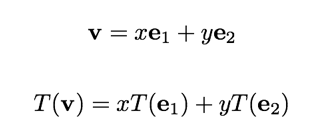 v = xe₁ + ye₂
T(v) = xT(e₁) + yT(e₂)